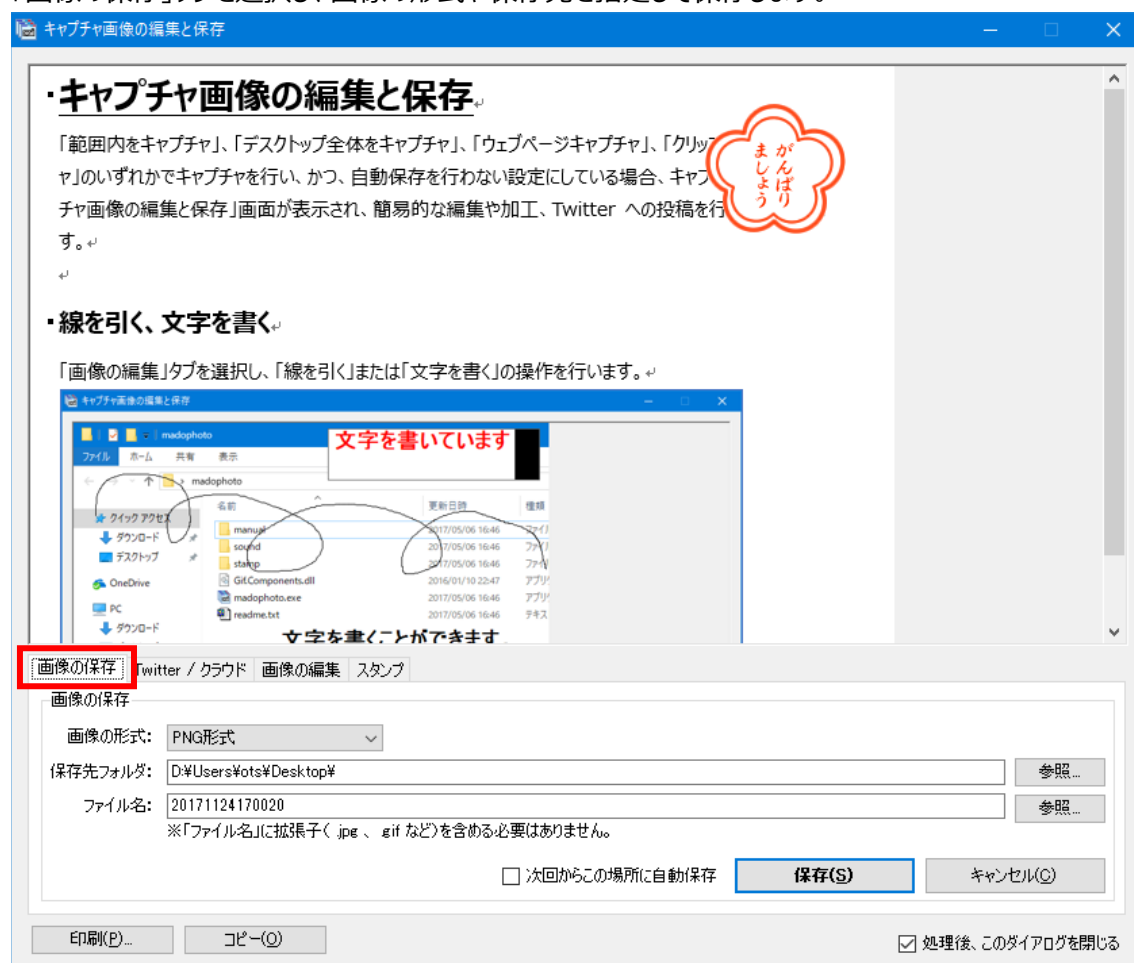 キャプチャ画像の編集と保存
・キャプチャ画像の編集と保存
「範囲内をキャプチャ」、「デスクトップ全体をキャプチャ」、「ウェブページキャプチャ」、「クリッ
ャ」のいずれかでキャプチャを行い、かつ、自動保存を行わない設定にしている場合、キャプ
チャ画像の編集と保存」画面が表示され、簡易的な編集や加工、Twitter への投稿を行
す。
がんばり
ましょう
・線を引く、文字を書く
「画像の編集」タブを選択し、「線を引く」または「文字を書く」の操作を行います。
キャプチャ画像の編集と保存
madophoto
文字を書いています
ファイル ホーム 共有 表示
madophoto
名前 更新日時 種類
クイック アクセス
manual 2017/05/06 16:46
ダウンロード
sound 2017/05/06 16:46
デスクトップ
stamp 2017/05/06 16:46
OneDrive
Gif.Components.dll 2016/01/10 22:47 アプリ
madophoto.exe 2017/05/06 16:46 アプリ
PC
readme.txt 2017/05/06 16:46 テキス
ダウンロード
文字を書くことができます
画像の保存 Twitter / クラウド 画像の編集 スタンプ
画像の保存
画像の形式: PNG形式
保存先フォルダ: D:¥Users¥ots¥Desktop¥ 参照...
ファイル名: 20171124170020 参照...
※「ファイル名」に拡張子( .jpg 、 .gif など)を含める必要はありません。
次回からこの場所に自動保存 保存(S) キャンセル(C)
印刷(P)... コピー(O) 処理後、このダイアログを閉じる